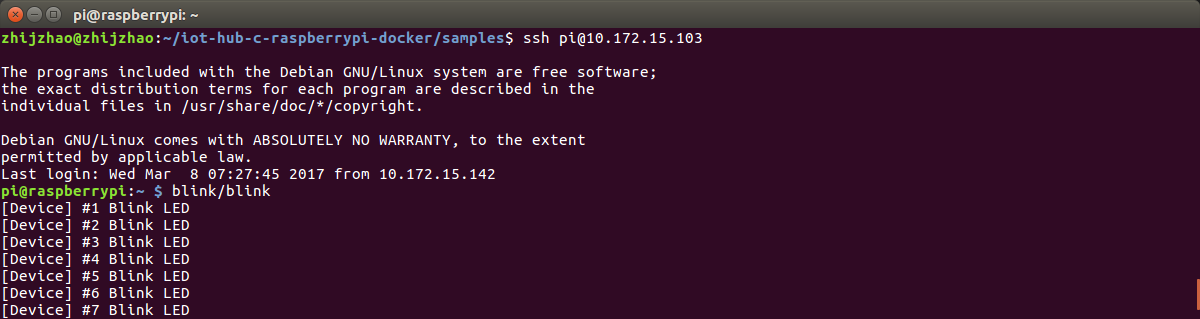 pi@raspberrypi: ~
zhijzhao@zhijzhao:~/iot-hub-c-raspberrypi-docker/samples$ ssh pi@10.172.15.103
The programs included with the Debian GNU/Linux system are free software;
the exact distribution terms for each program are described in the
individual files in /usr/share/doc/*/copyright.
Debian GNU/Linux comes with ABSOLUTELY NO WARRANTY, to the extent
permitted by applicable law.
Last login: Wed Mar  8 07:27:45 2017 from 10.172.15.142
pi@raspberrypi:~ $ blink/blink
[Device] #1 Blink LED
[Device] #2 Blink LED
[Device] #3 Blink LED
[Device] #4 Blink LED
[Device] #5 Blink LED
[Device] #6 Blink LED
[Device] #7 Blink LED